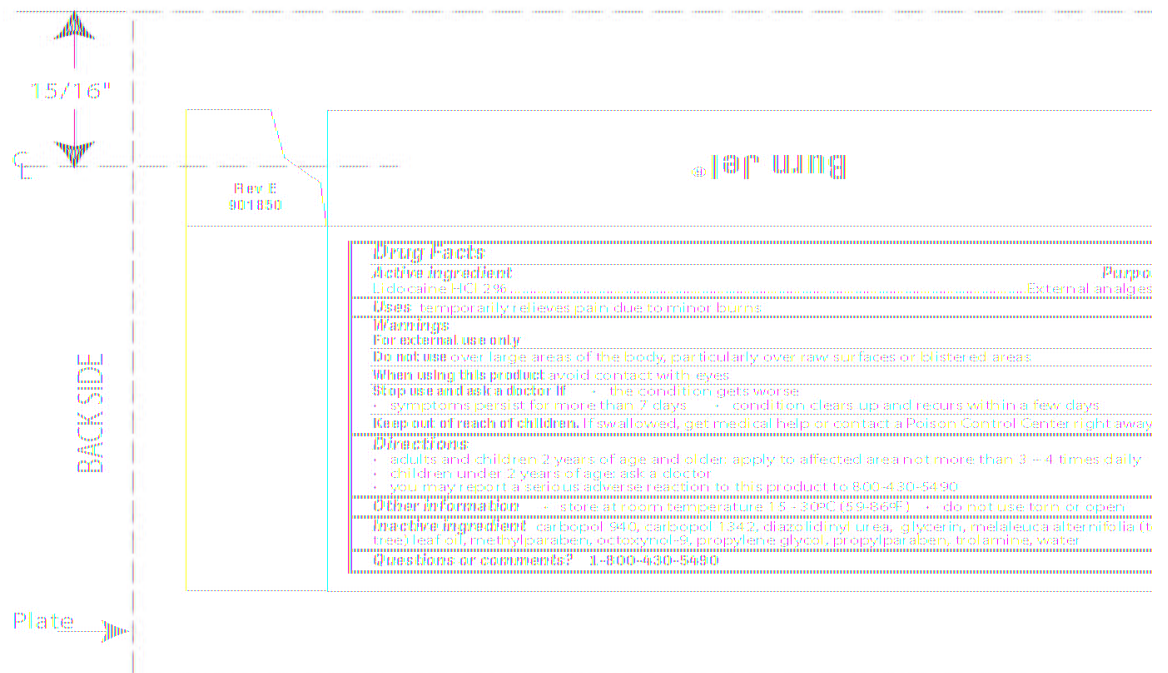 15/16"
℄
burn jel®
Rev E
901850
Drug Facts
Active ingredient Purpo
Lidocaine HCl 2% External analges
Uses temporarily relieves pain due to minor burns
Warnings
For external use only
Do not use over large areas of the body, particularly over raw surfaces or blistered areas
When using this product avoid contact with eyes
Stop use and ask a doctor if · the condition gets worse
· symptoms persist for more than 7 days · condition clears up and recurs within a few days
Keep out of reach of children. If swallowed, get medical help or contact a Poison Control Center right away
Directions
· adults and children 2 years of age and older: apply to affected area not more than 3 - 4 times daily
· children under 2 years of age: ask a doctor
· you may report a serious adverse reaction to this product to 800-430-5490
Other information · store at room temperature 15 - 30ºC (59-86ºF) · do not use torn or open
Inactive ingredient carbopol 940, carbopol 1342, diazolidinyl urea, glycerin, melaleuca alternifolia (t
tree) leaf oil, methylparaben, octoxynol-9, propylene glycol, propylparaben, trolamine, water
Questions or comments? 1-800-430-5490
BACK SIDE
Plate